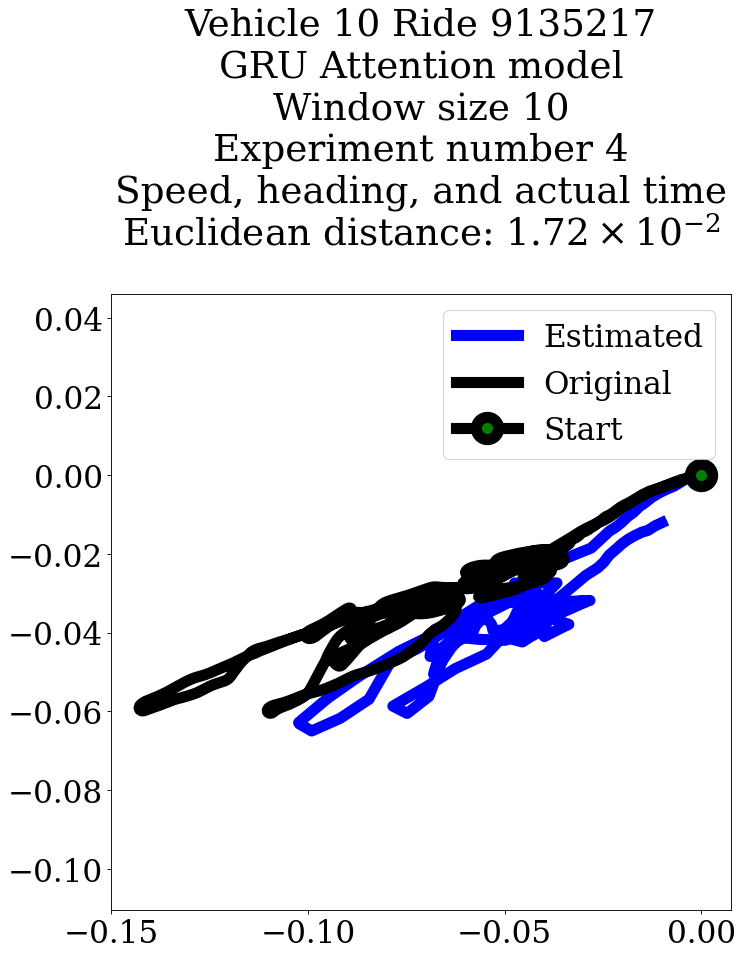 Vehicle 10 Ride 9135217
GRU Attention model
Window size 10
Experiment number 4
Speed, heading, and actual time
Euclidean distance: 1.72 × 10⁻²
Estimated
Original
Start
0.04
0.02
0.00
−0.02
−0.04
−0.06
−0.08
−0.10
−0.15
−0.10
−0.05
0.00